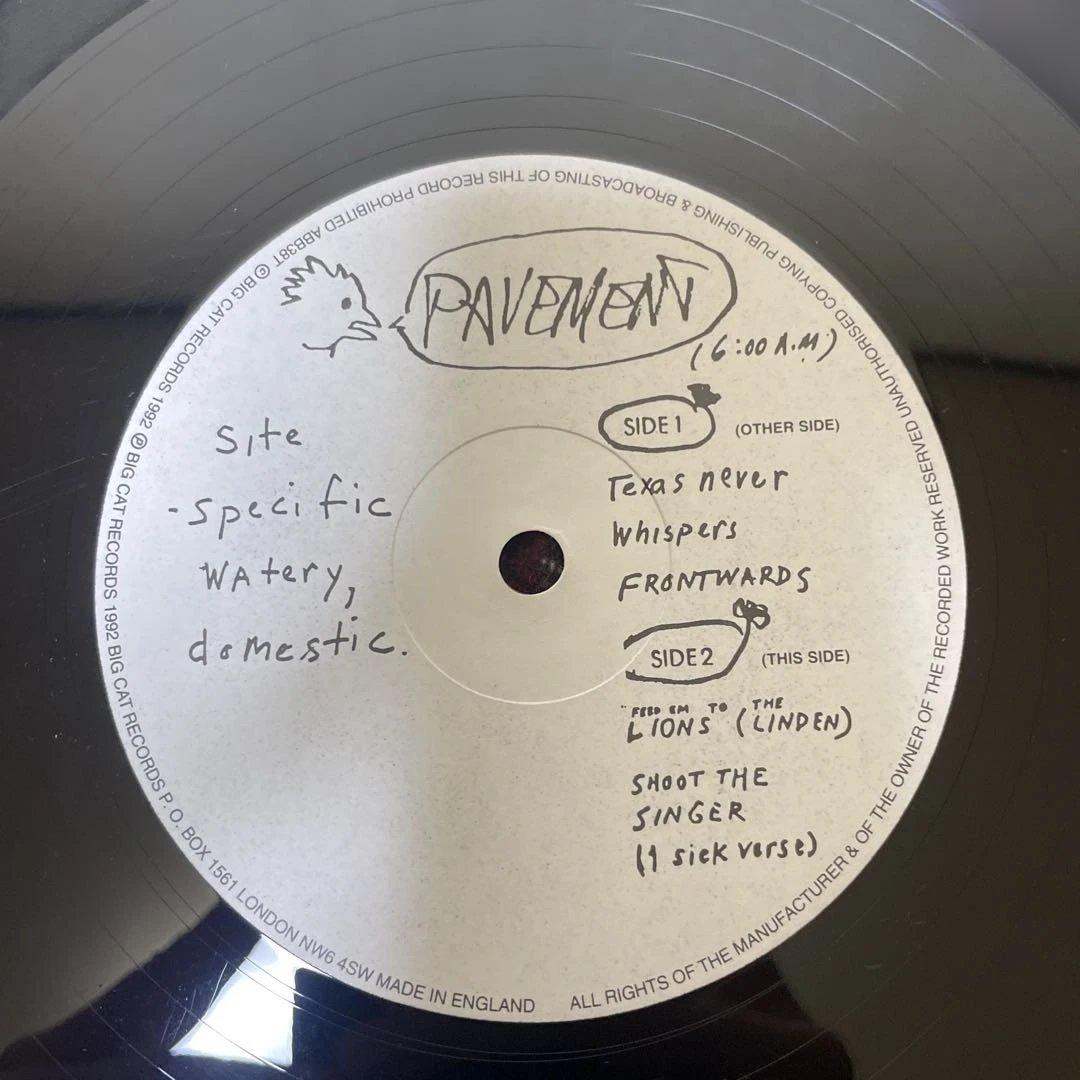 PAVEMENT
(6:00 A.M)
Site
-specific
WAtery,
domestic.
SIDE 1 (OTHER SIDE)
Texas never
Whispers
FRONTWARDS
SIDE 2 (THIS SIDE)
"FEED EM TO THE
LIONS" (LINDEN)
SHOOT THE
SINGER
(1 sick verse)
ALL RIGHTS OF THE MANUFACTURER & OF THE OWNER OF THE RECORDED WORK RESERVED UNAUTHORISED COPYING PUBLISHING & BROADCASTING OF THIS RECORD PROHIBITED ABB38T © BIG CAT RECORDS 1992 ℗ BIG CAT RECORDS 1992 BIG CAT RECORDS P. O. BOX 1561 LONDON NW6 4SW MADE IN ENGLAND